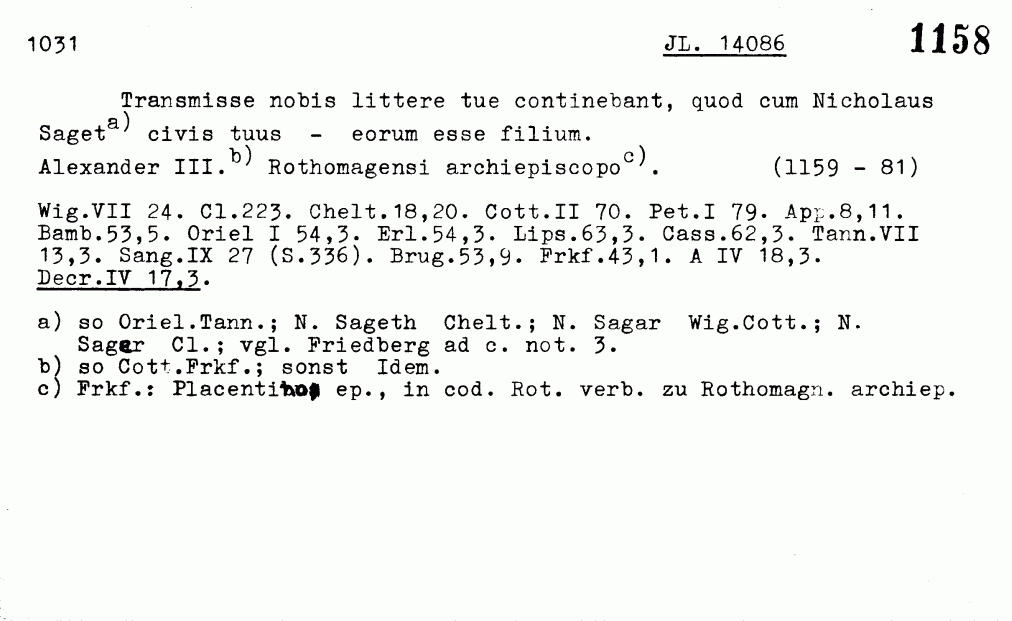 1031 JL. 14086 1158
Transmisse nobis littere tue continebant, quod cum Nicholaus
Saget a) civis tuus - eorum esse filium.
Alexander III. b) Rothomagensi archiepiscopo c). (1159 - 81)
Wig.VII 24. Cl.223. Chelt.18,20. Cott.II 70. Pet.I 79. App.8,11.
Bamb.53,5. Oriel I 54,3. Erl.54,3. Lips.63,3. Cass.62,3. Tann.VII
13,3. Sang.IX 27 (S.336). Brug.53,9. Frkf.43,1. A IV 18,3.
Decr.IV 17,3.
a) so Oriel.Tann.; N. Sageth Chelt.; N. Sagar Wig.Cott.; N.
Sager Cl.; vgl. Friedberg ad c. not. 3.
b) so Cott.Frkf.; sonst Idem.
c) Frkf.: ep., in cod. Rot. verb. zu Rothomagn. archiep.